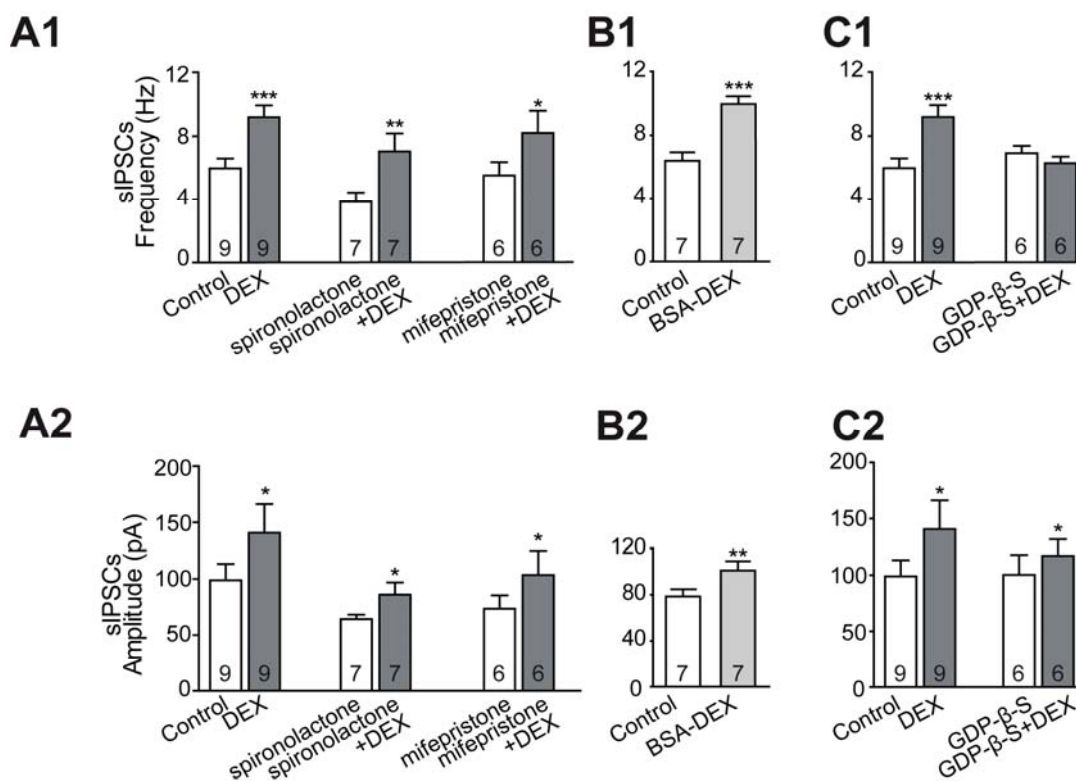 A1
sIPSCs
Frequency (Hz)
12
8
4
0
***
**
*
9
9
7
7
6
6
Control
DEX
spironolactone
spironolactone
+DEX
mifepristone
mifepristone
+DEX
B1
12
8
4
0
***
7
7
Control
BSA-DEX
C1
12
8
4
0
***
9
9
6
6
Control
DEX
GDP-β-S
GDP-β-S+DEX
A2
sIPSCs
Amplitude (pA)
200
150
100
50
0
*
*
*
9
9
7
7
6
6
Control
DEX
spironolactone
spironolactone
+DEX
mifepristone
mifepristone
+DEX
B2
120
80
40
0
**
7
7
Control
BSA-DEX
C2
200
150
100
50
0
*
*
9
9
6
6
Control
DEX
GDP-β-S
GDP-β-S+DEX